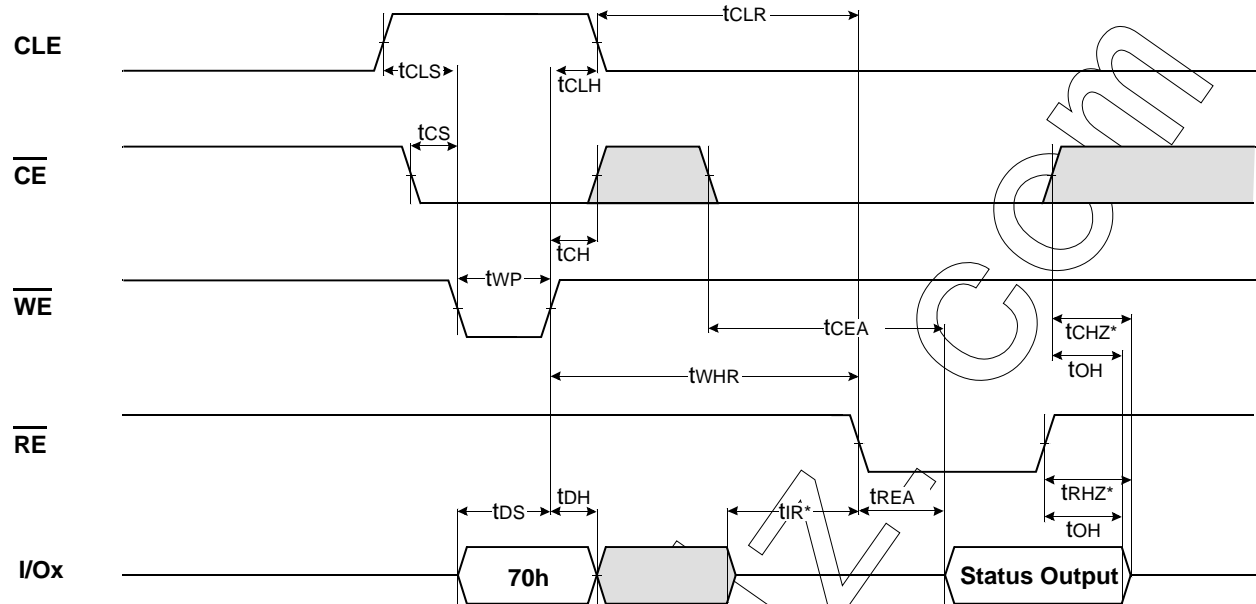 tCLR
CLE
tCLS
tCLH
tCS
CE
tCH
tWP
WE
tCEA
tCHZ*
tOH
tWHR
RE
tREA
tRHZ*
tDH
tDS
tIR*
tOH
I/Ox
70h
Status Output